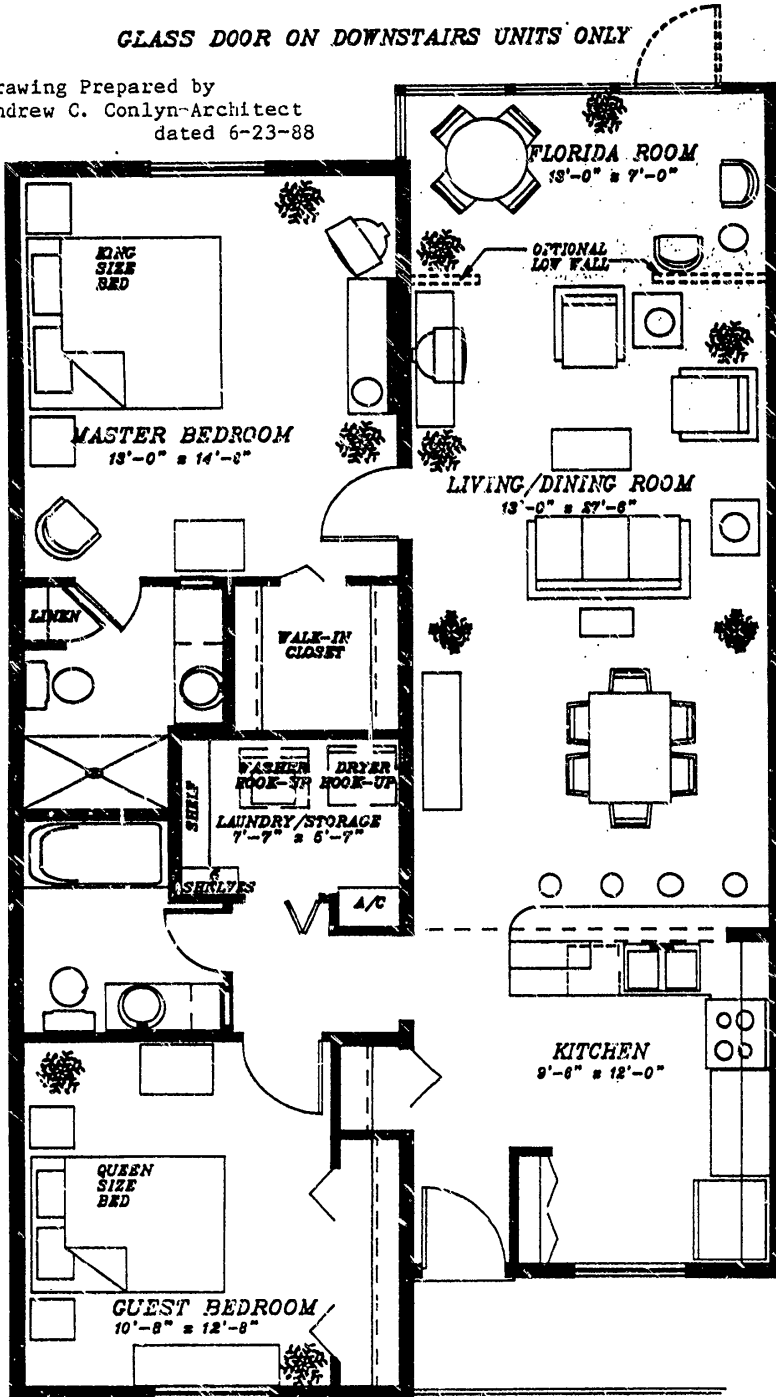 GLASS DOOR ON DOWNSTAIRS UNITS ONLY
rawing Prepared by
ndrew C. Conlyn-Architect
dated 6-23-88
FLORIDA ROOM
13'-0" x 7'-0"
OPTIONAL
LOW WALL
KING
SIZE
BED
MASTER BEDROOM
13'-0" x 14'-6"
LIVING/DINING ROOM
13'-0" x 27'-6"
LINEN
WALK-IN
CLOSET
WASHER
HOOK-UP
DRYER
HOOK-UP
SHELF
LAUNDRY/STORAGE
7'-7" x 5'-7"
SHELVES
A/C
KITCHEN
9'-6" x 12'-0"
QUEEN
SIZE
BED
GUEST BEDROOM
10'-8" x 12'-8"